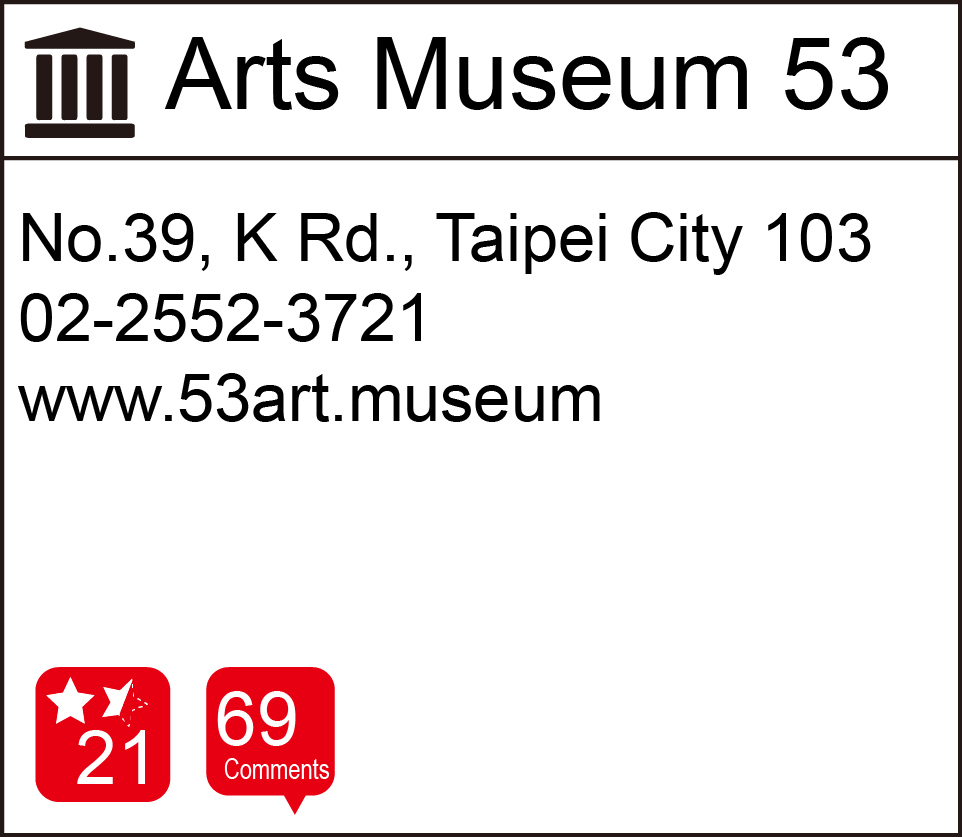 Arts Museum 53
No.39, K Rd., Taipei City 103
02-2552-3721
www.53art.museum
21
69
Comments